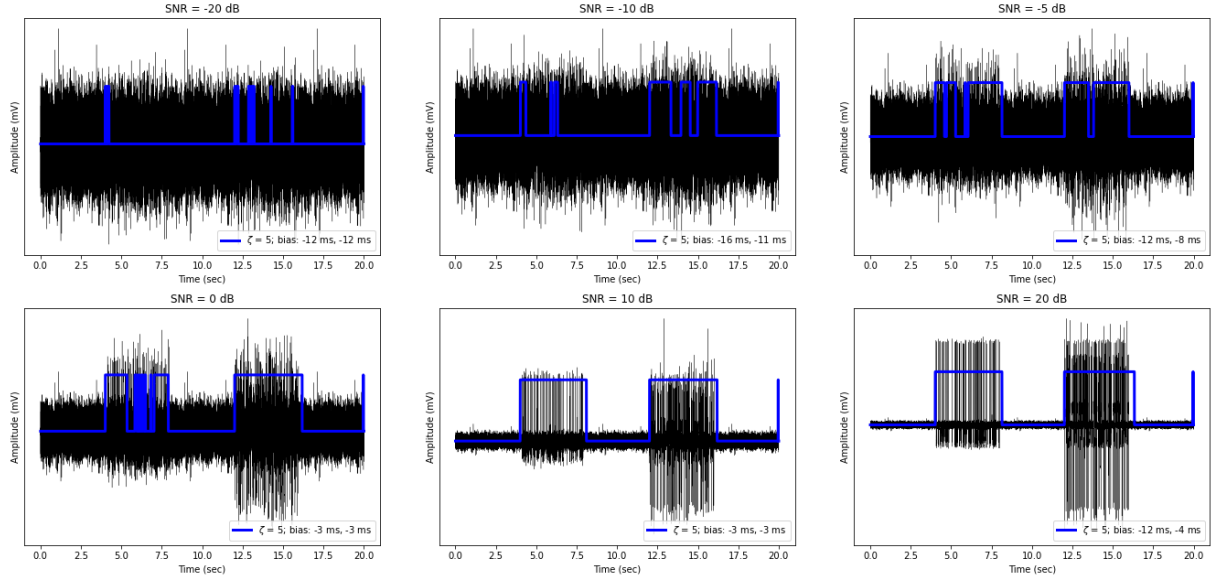 SNR = -20 dB
Amplitude (mV)
ζ = 5; bias: -12 ms, -12 ms
0.0 2.5 5.0 7.5 10.0 12.5 15.0 17.5 20.0
Time (sec)
SNR = -10 dB
Amplitude (mV)
ζ = 5; bias: -16 ms, -11 ms
0.0 2.5 5.0 7.5 10.0 12.5 15.0 17.5 20.0
Time (sec)
SNR = -5 dB
Amplitude (mV)
ζ = 5; bias: -12 ms, -8 ms
0.0 2.5 5.0 7.5 10.0 12.5 15.0 17.5 20.0
Time (sec)
SNR = 0 dB
Amplitude (mV)
ζ = 5; bias: -3 ms, -3 ms
0.0 2.5 5.0 7.5 10.0 12.5 15.0 17.5 20.0
Time (sec)
SNR = 10 dB
Amplitude (mV)
ζ = 5; bias: -3 ms, -3 ms
0.0 2.5 5.0 7.5 10.0 12.5 15.0 17.5 20.0
Time (sec)
SNR = 20 dB
Amplitude (mV)
ζ = 5; bias: -12 ms, -4 ms
0.0 2.5 5.0 7.5 10.0 12.5 15.0 17.5 20.0
Time (sec)